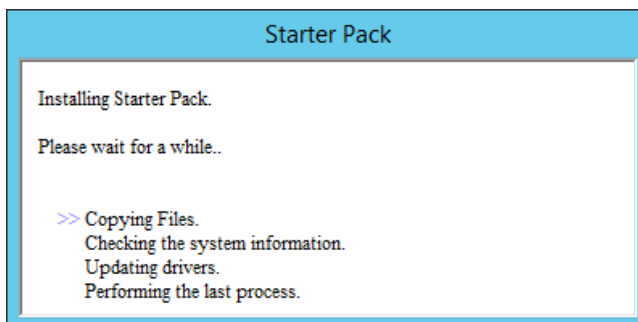 Starter Pack
Installing Starter Pack.
Please wait for a while..
>> Copying Files.
Checking the system information.
Updating drivers.
Performing the last process.